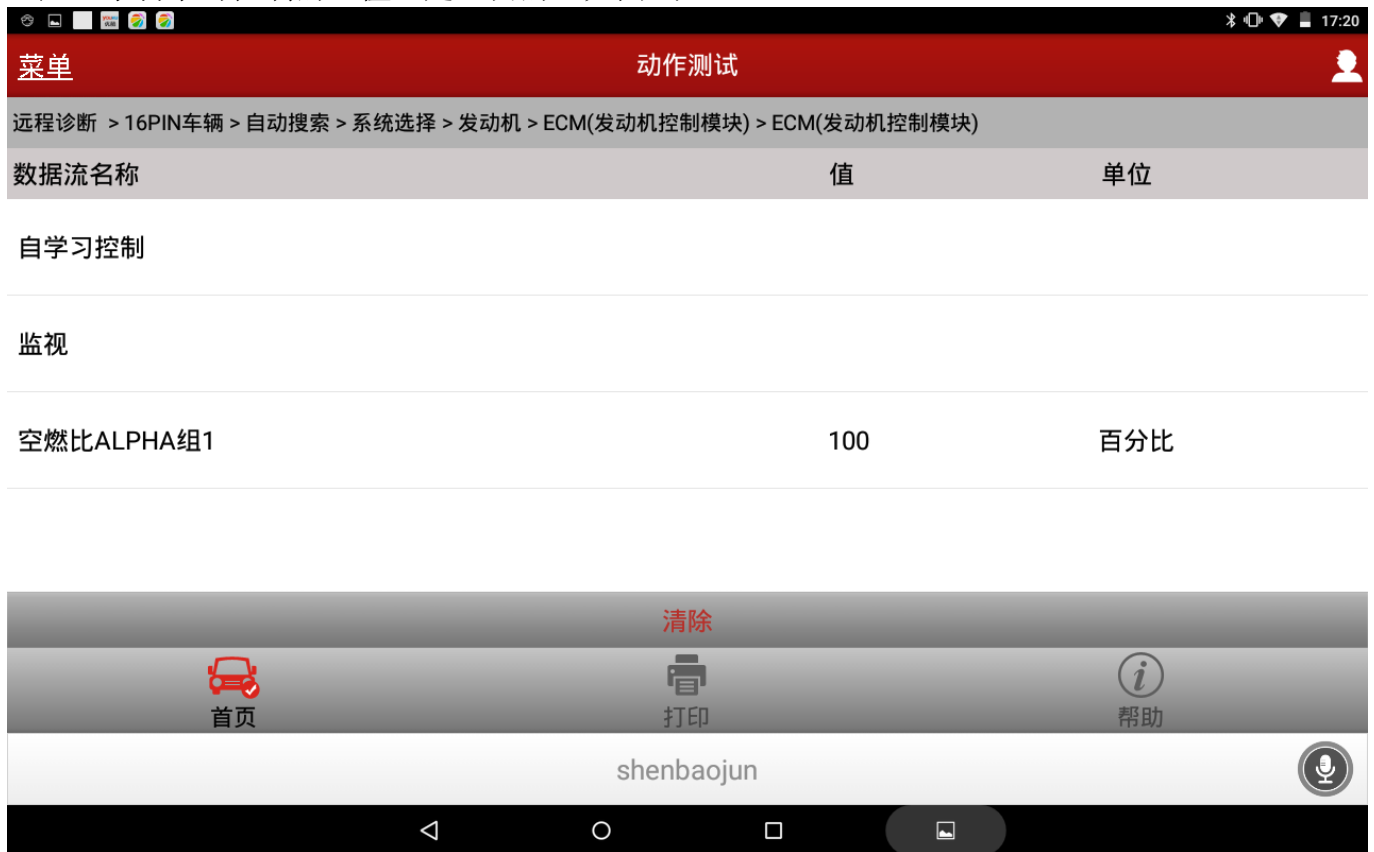 17:20
菜单
动作测试
远程诊断 > 16PIN车辆 > 自动搜索 > 系统选择 > 发动机 > ECM(发动机控制模块) > ECM(发动机控制模块)
数据流名称 值 单位
自学习控制
监视
空燃比ALPHA组1 100 百分比
清除
首页 打印 帮助
shenbaojun